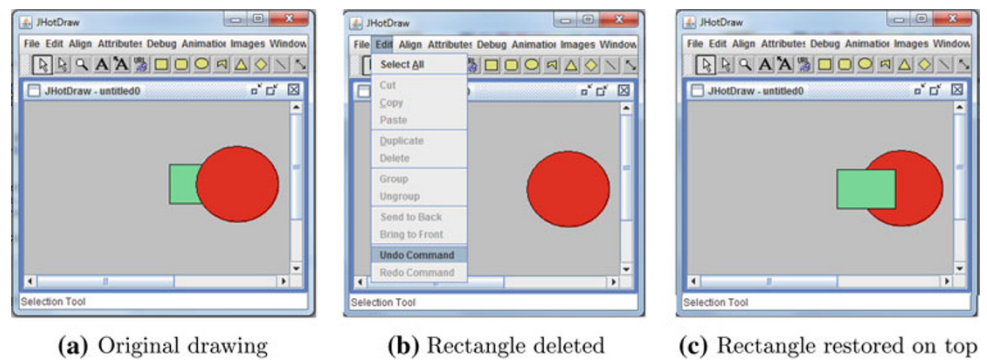 JHotDraw
File Edit Align Attributes Debug Animation Images Window
A A URL
JHotDraw - untitled0
Selection Tool
(a) Original drawing
JHotDraw
File Edit Align Attributes Debug Animation Images Window
Select All
Cut
Copy
Paste
Duplicate
Delete
Group
Ungroup
Send to Back
Bring to Front
Undo Command
Redo Command
Selection Tool
(b) Rectangle deleted
JHotDraw
File Edit Align Attributes Debug Animation Images Window
A A URL
JHotDraw - untitled0
Selection Tool
(c) Rectangle restored on top